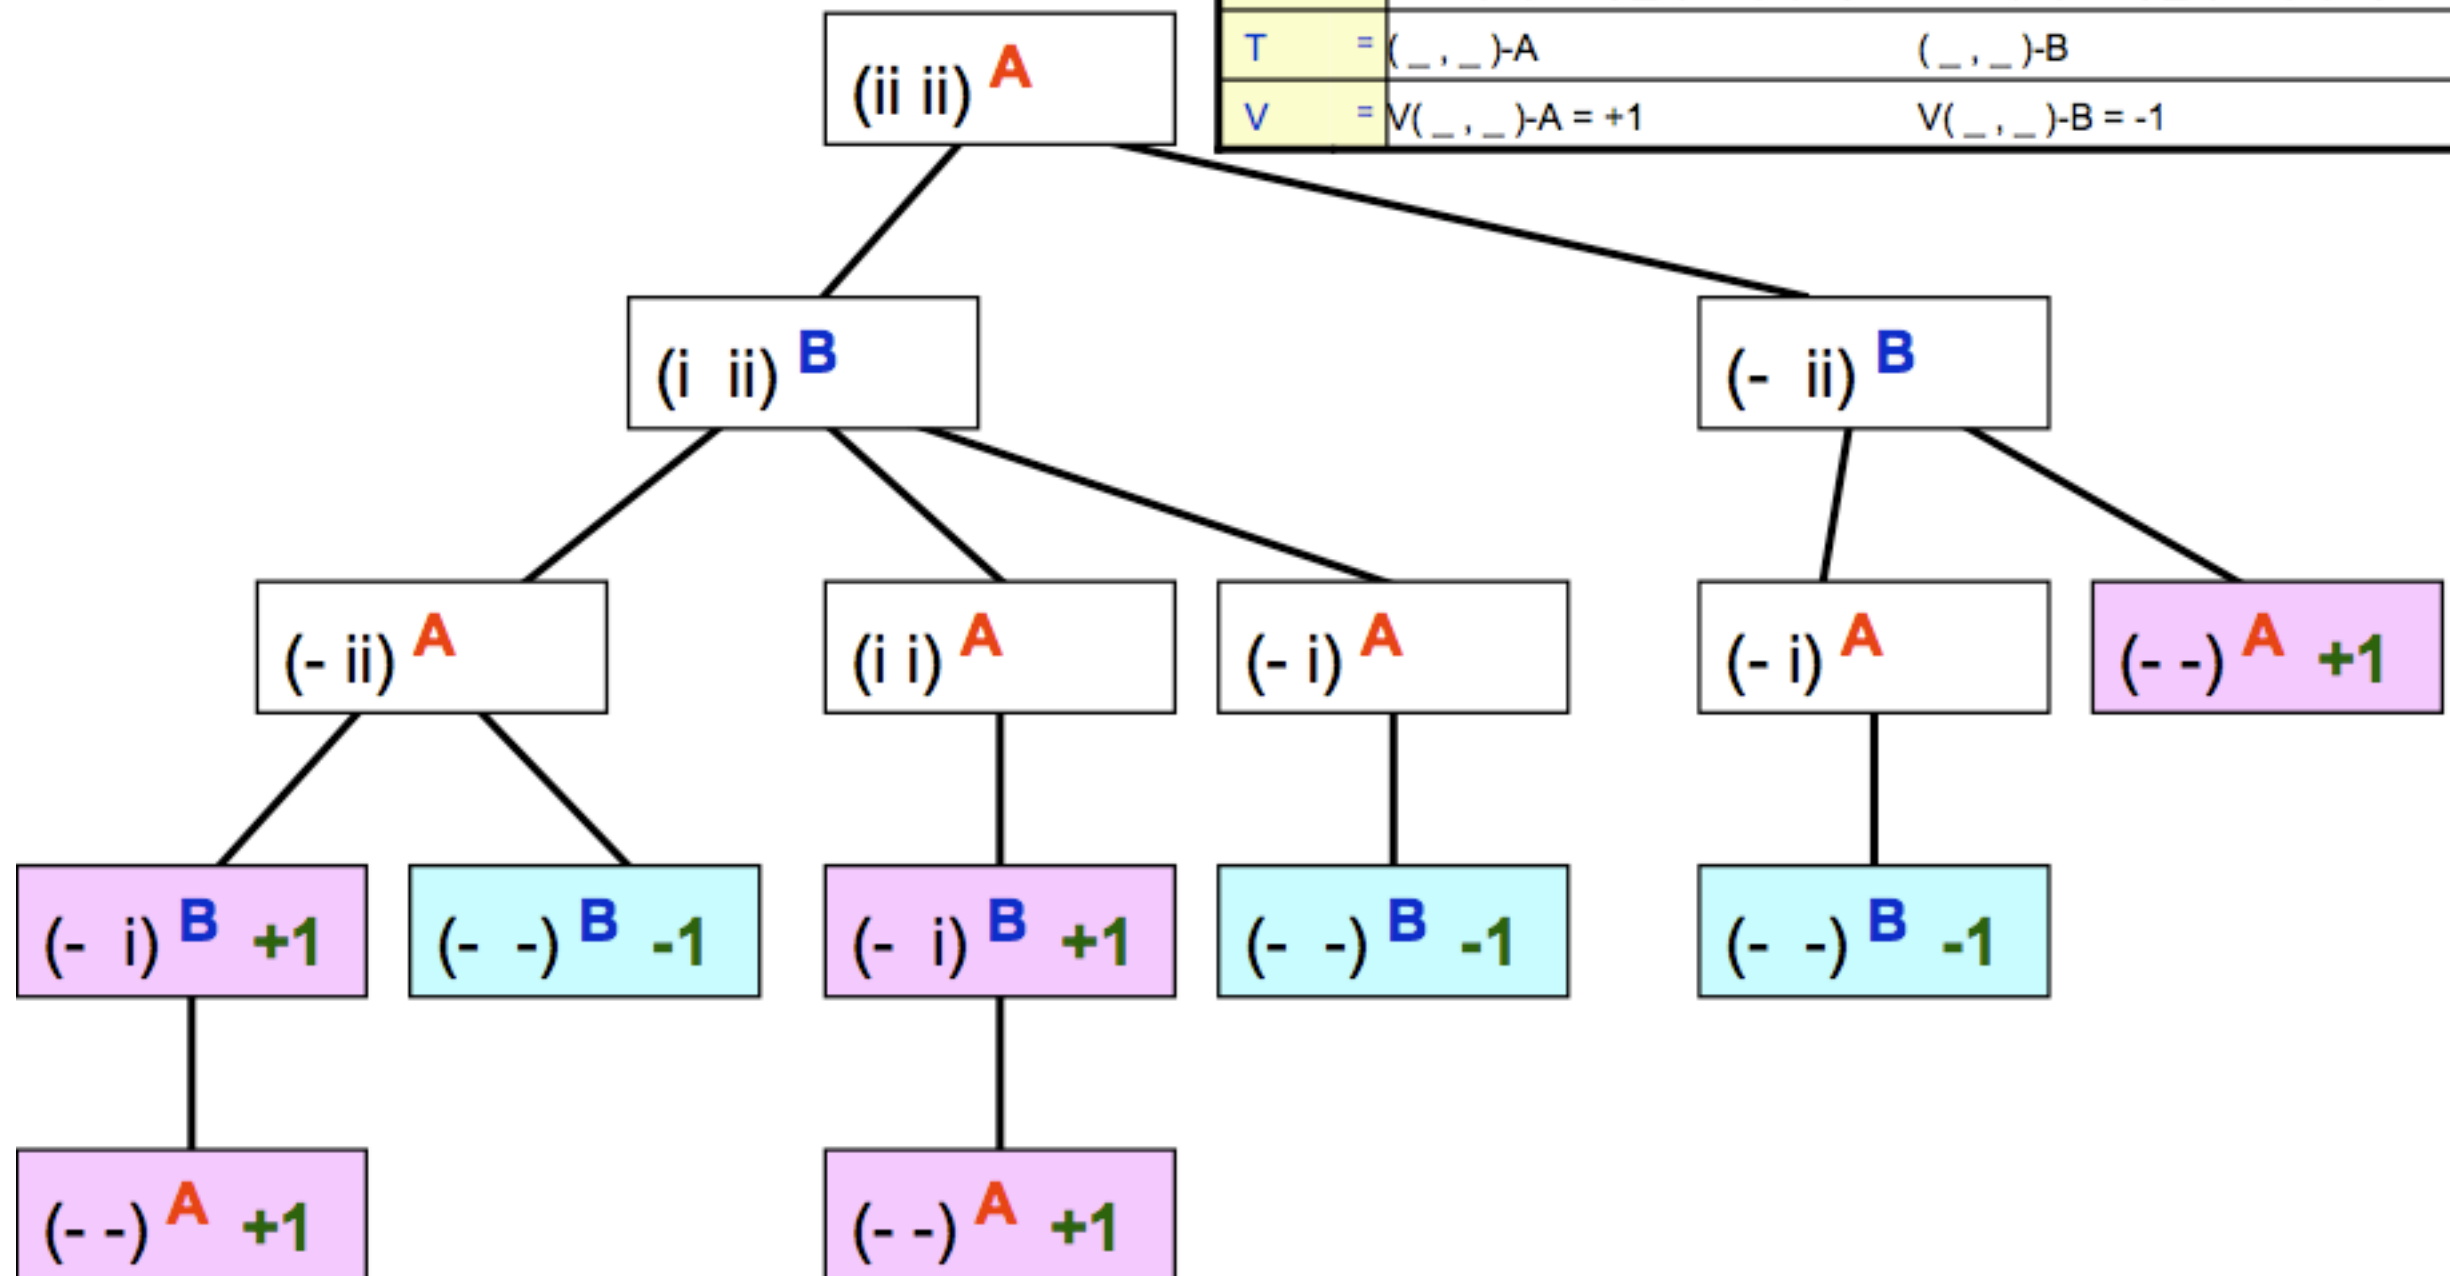 (ii ii) A
T = ( _ , _ )-A ( _ , _ )-B
V = V( _ , _ )-A = +1 V( _ , _ )-B = -1
(i ii) B
(- ii) B
(- ii) A
(i i) A
(- i) A
(- i) A
(- -) A +1
(- i) B +1
(- -) B -1
(- i) B +1
(- -) B -1
(- -) B -1
(- -) A +1
(- -) A +1